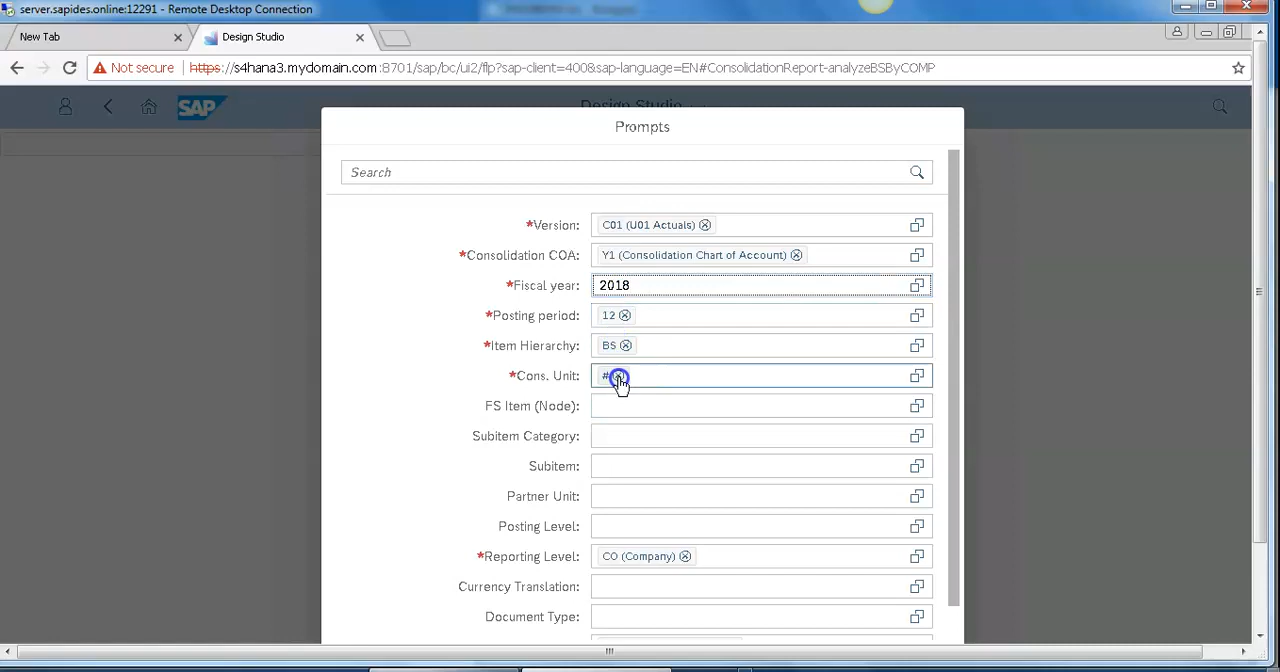 server.sapides.online:12291 - Remote Desktop Connection
New Tab
Design Studio
Not secure
https://s4hana3.mydomain.com:8701/sap/bc/ui2/flp?sap-client=400&sap-language=EN#ConsolidationReport-analyzeBSByCOMP
SAP
Design Studio
Prompts
Search
*Version: C01 (U01 Actuals)
*Consolidation COA: Y1 (Consolidation Chart of Account)
*Fiscal year: 2018
*Posting period: 12
*Item Hierarchy: BS
*Cons. Unit: #
FS Item (Node):
Subitem Category:
Subitem:
Partner Unit:
Posting Level:
*Reporting Level: CO (Company)
Currency Translation:
Document Type: